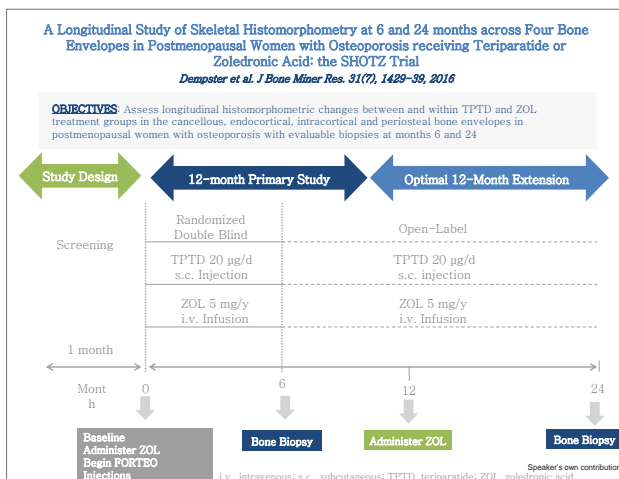 A Longitudinal Study of Skeletal Histomorphometry at 6 and 24 months across Four Bone
Envelopes in Postmenopausal Women with Osteoporosis receiving Teriparatide or
Zoledronic Acid: the SHOTZ Trial
Dempster et al. J Bone Miner Res. 31(7), 1429-39, 2016
OBJECTIVES: Assess longitudinal histomorphometric changes between and within TPTD and ZOL
treatment groups in the cancellous, endocortical, intracortical and periosteal bone envelopes in
postmenopausal women with osteoporosis with evaluable biopsies at months 6 and 24
Study Design
12-month Primary Study
Optimal 12-Month Extension
Screening
Randomized
Double Blind
Open-Label
TPTD 20 µg/d
s.c. Injection
TPTD 20 µg/d
s.c. injection
ZOL 5 mg/y
i.v. Infusion
ZOL 5 mg/y
i.v. Infusion
1 month
Mont
h
0
6
12
24
Baseline
Administer ZOL
Begin FORTEO
Injections
Bone Biopsy
Administer ZOL
Bone Biopsy
Speaker's own contribution
i.v., intravenous; s.c., subcutaneous; TPTD, teriparatide; ZOL, zoledronic acid